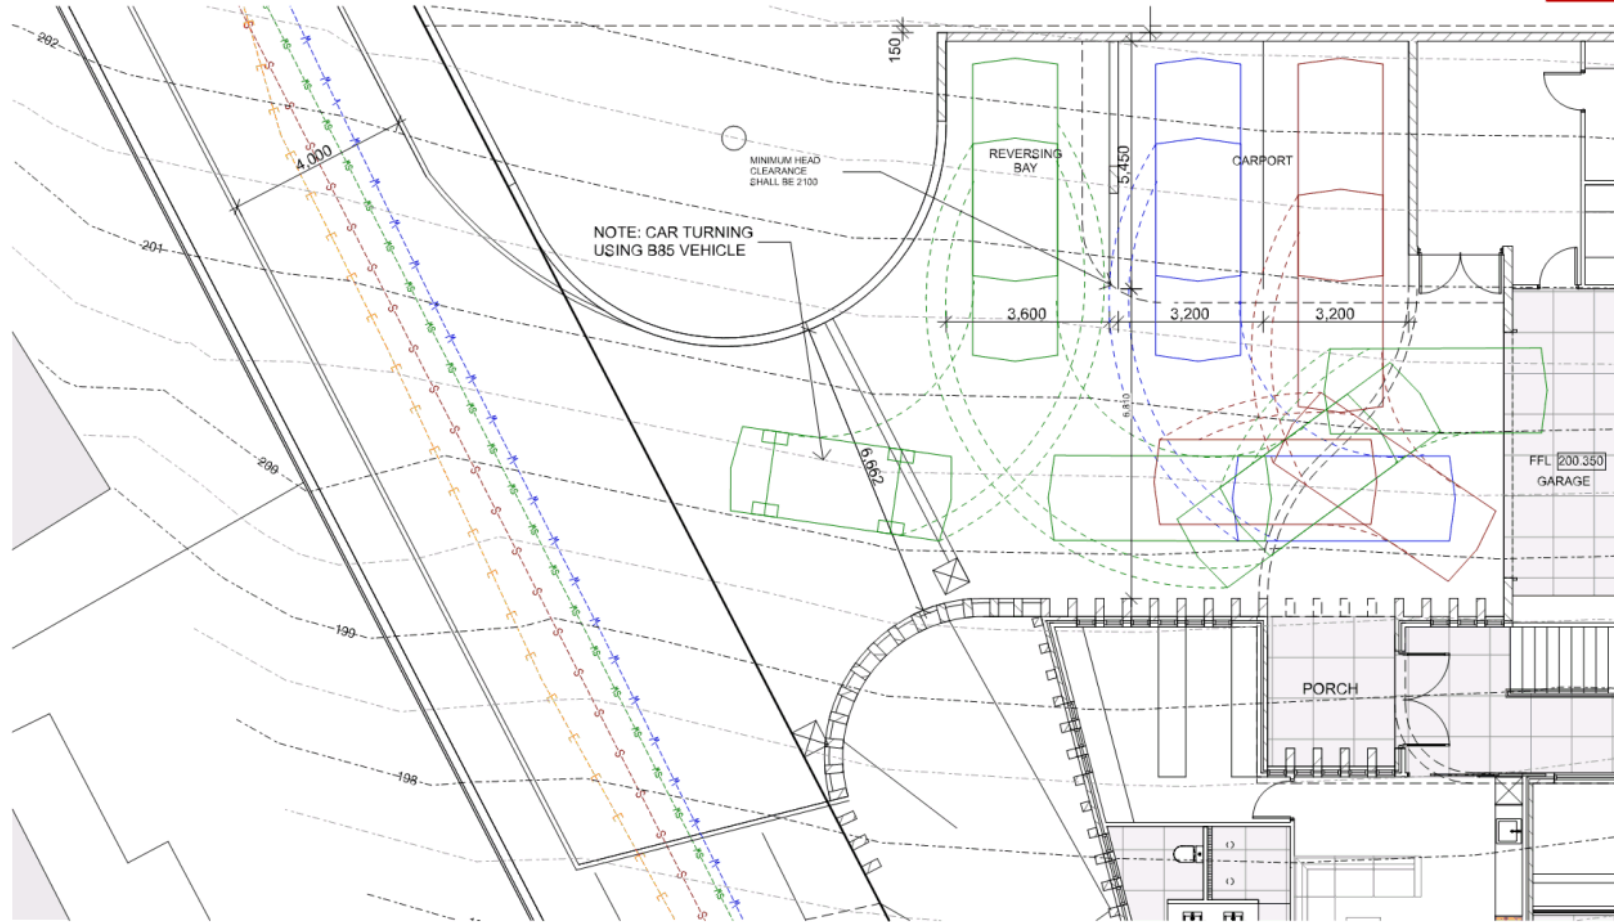 202
150
4,000
MINIMUM HEAD
CLEARANCE
SHALL BE 2100
REVERSING
BAY
5,450
CARPORT
NOTE: CAR TURNING
USING B85 VEHICLE
201
3,600
3,200
3,200
6,810
6,662
FFL 200.350
GARAGE
200
199
PORCH
198